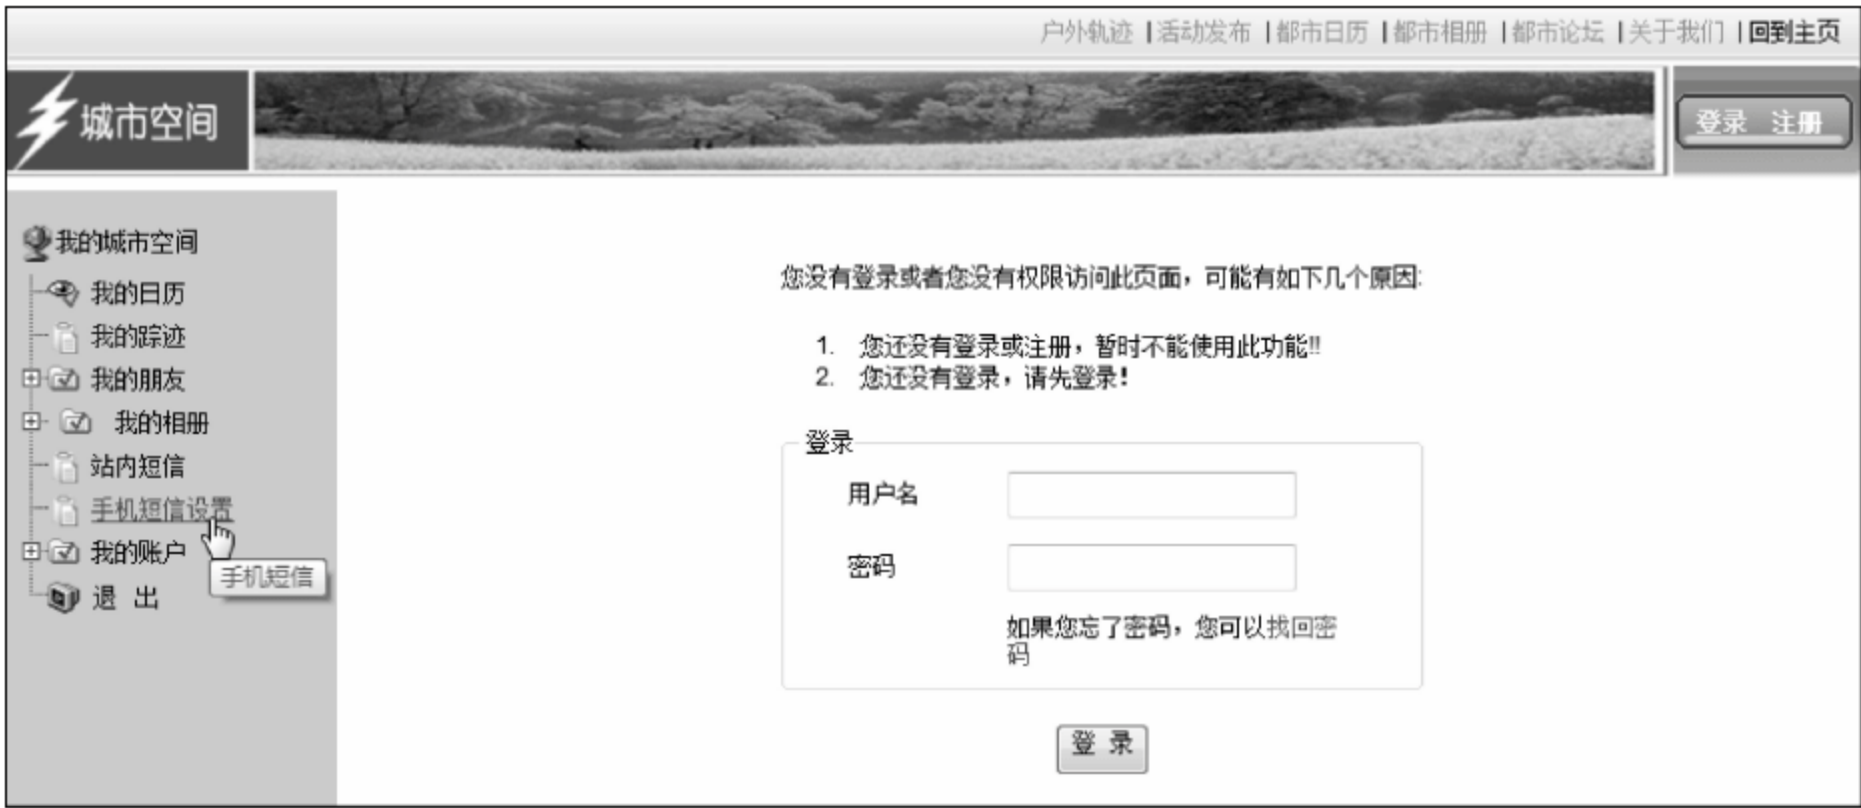 户外轨迹 |活动发布 |都市日历 |都市相册 |都市论坛 |关于我们 |回到主页
城市空间
登录 注册
我的城市空间
我的日历
我的踪迹
我的朋友
我的相册
站内短信
手机短信设置
我的账户
手机短信
退 出
您没有登录或者您没有权限访问此页面，可能有如下几个原因:
1. 您还没有登录或注册，暂时不能使用此功能!!
2. 您还没有登录，请先登录!
登录
用户名
密码
如果您忘了密码，您可以找回密
码
登 录